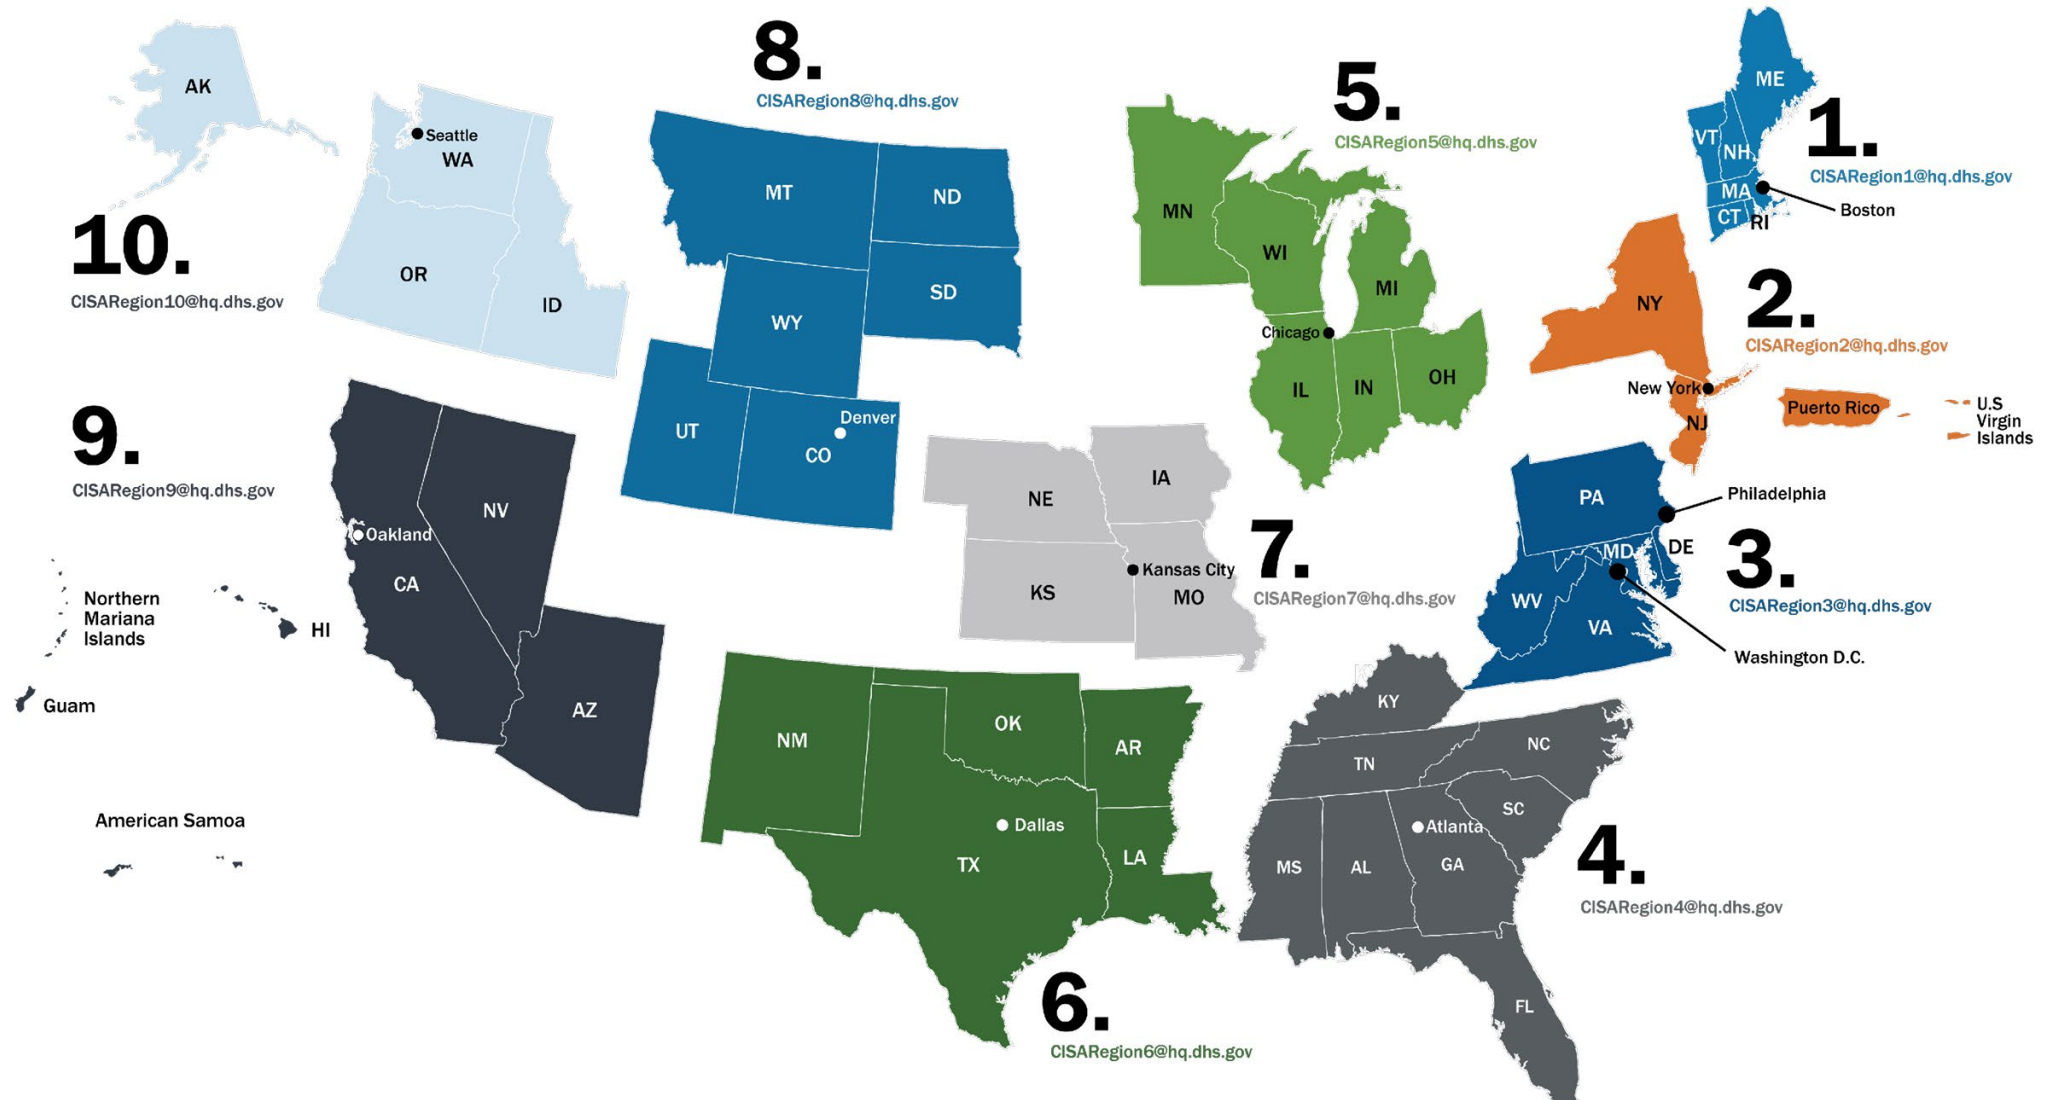 AK
Seattle
WA
OR
ID
10.
CISARegion10@hq.dhs.gov
8.
CISARegion8@hq.dhs.gov
MT
ND
SD
WY
UT
Denver
CO
5.
CISARegion5@hq.dhs.gov
MN
WI
MI
Chicago
IL
IN
OH
ME
VT
NH
MA
CT
RI
Boston
1.
CISARegion1@hq.dhs.gov
NY
New York
NJ
2.
CISARegion2@hq.dhs.gov
Puerto Rico
U.S
Virgin
Islands
9.
CISARegion9@hq.dhs.gov
NV
Oakland
CA
AZ
Northern
Mariana
Islands
HI
Guam
American Samoa
NE
IA
KS
Kansas City
MO
7.
CISARegion7@hq.dhs.gov
PA
Philadelphia
MD
DE
WV
VA
Washington D.C.
3.
CISARegion3@hq.dhs.gov
NM
OK
AR
Dallas
TX
LA
6.
CISARegion6@hq.dhs.gov
KY
TN
NC
SC
Atlanta
MS
AL
GA
FL
4.
CISARegion4@hq.dhs.gov